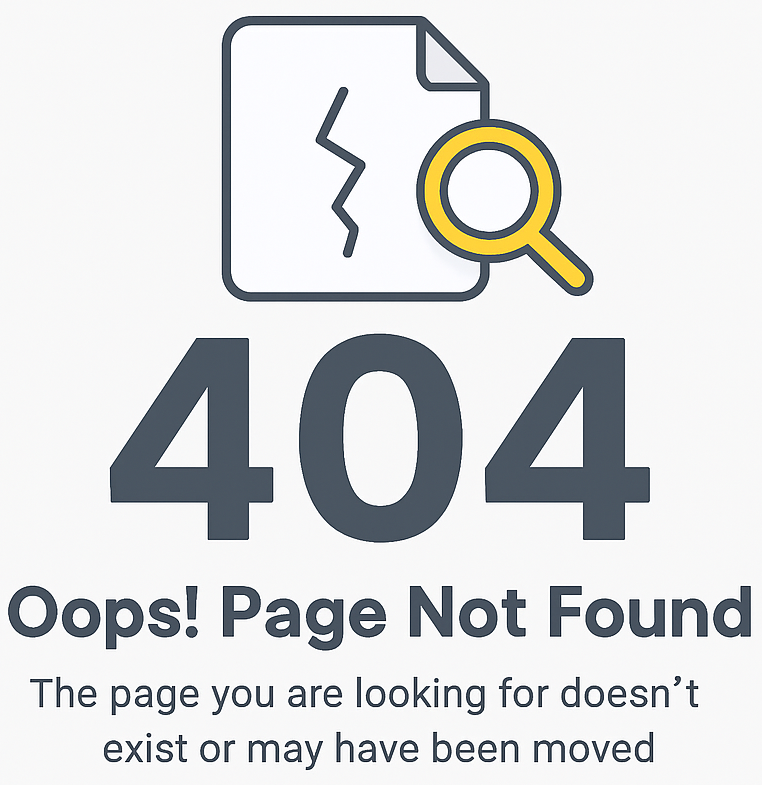 404
Oops! Page Not Found
The page you are looking for doesn’t
exist or may have been moved